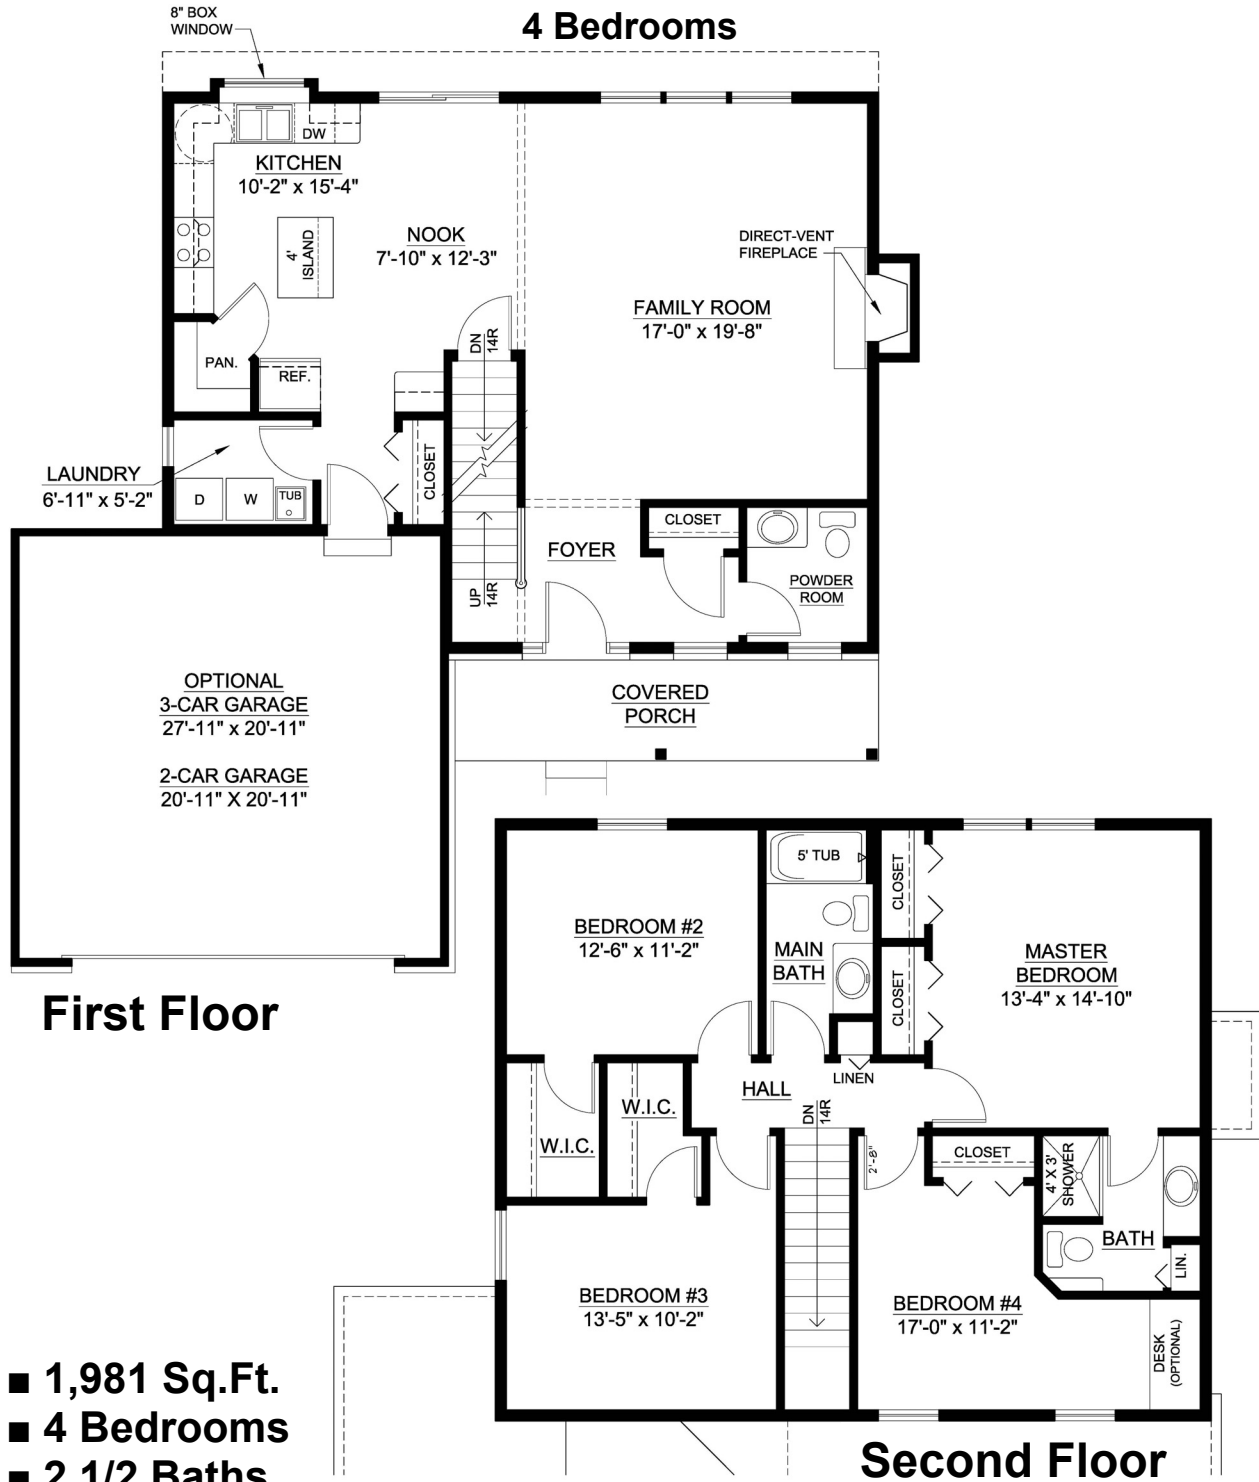 8" BOX
WINDOW
4 Bedrooms
DW
KITCHEN
10'-2" x 15'-4"
4'
ISLAND
NOOK
7'-10" x 12'-3"
DIRECT-VENT
FIREPLACE
FAMILY ROOM
17'-0" x 19'-8"
DN
14R
PAN.
REF.
LAUNDRY
6'-11" x 5'-2"
D
W
TUB
CLOSET
CLOSET
FOYER
POWDER
ROOM
UP
14R
OPTIONAL
3-CAR GARAGE
27'-11" x 20'-11"
2-CAR GARAGE
20'-11" X 20'-11"
COVERED
PORCH
First Floor
5' TUB
CLOSET
BEDROOM #2
12'-6" x 11'-2"
MAIN
BATH
CLOSET
MASTER
BEDROOM
13'-4" x 14'-10"
LINEN
HALL
W.I.C.
W.I.C.
DN
14R
2'-8"
CLOSET
4' X 3'
SHOWER
BATH
LIN.
BEDROOM #3
13'-5" x 10'-2"
BEDROOM #4
17'-0" x 11'-2"
DESK
(OPTIONAL)
■ 1,981 Sq.Ft.
■ 4 Bedrooms
■ 2 1/2 Baths
Second Floor